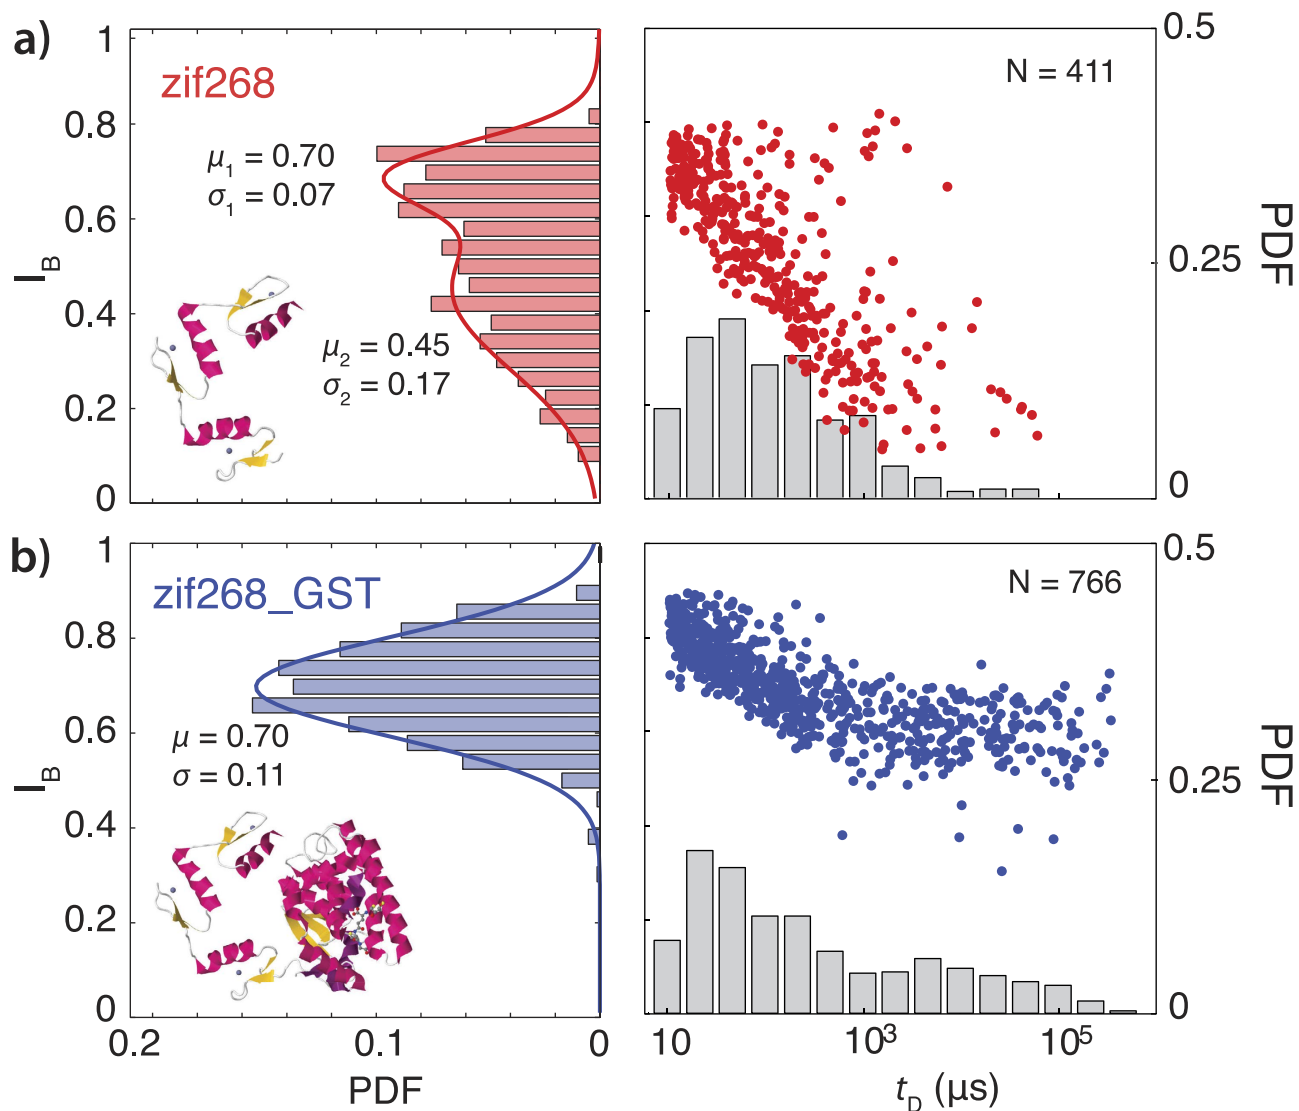 a)
zif268
μ1 = 0.70
σ1 = 0.07
μ2 = 0.45
σ2 = 0.17
IB
1
0.8
0.6
0.4
0.2
0
N = 411
0.5
0.25
0
PDF
b)
zif268_GST
μ = 0.70
σ = 0.11
IB
1
0.8
0.6
0.4
0.2
0
0.2
0.1
0
PDF
N = 766
0.5
0.25
0
PDF
10
10³
10⁵
tD (μs)